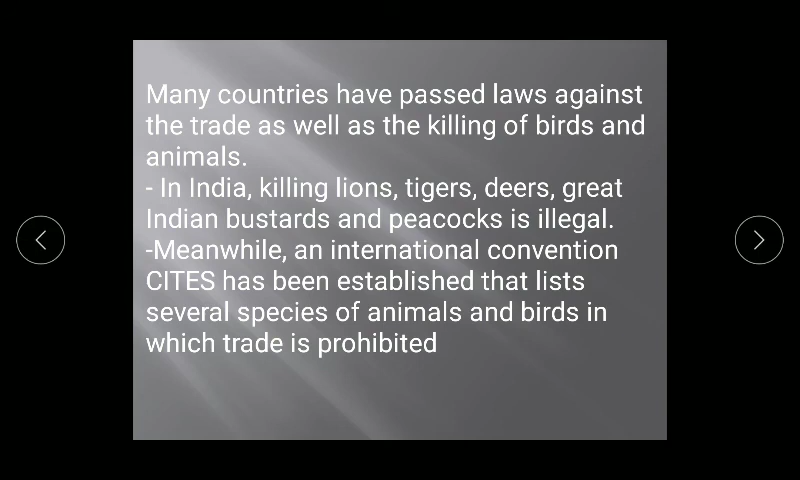 Many countries have passed laws against
the trade as well as the killing of birds and
animals.
- In India, killing lions, tigers, deers, great
Indian bustards and peacocks is illegal.
-Meanwhile, an international convention
CITES has been established that lists
several species of animals and birds in
which trade is prohibited